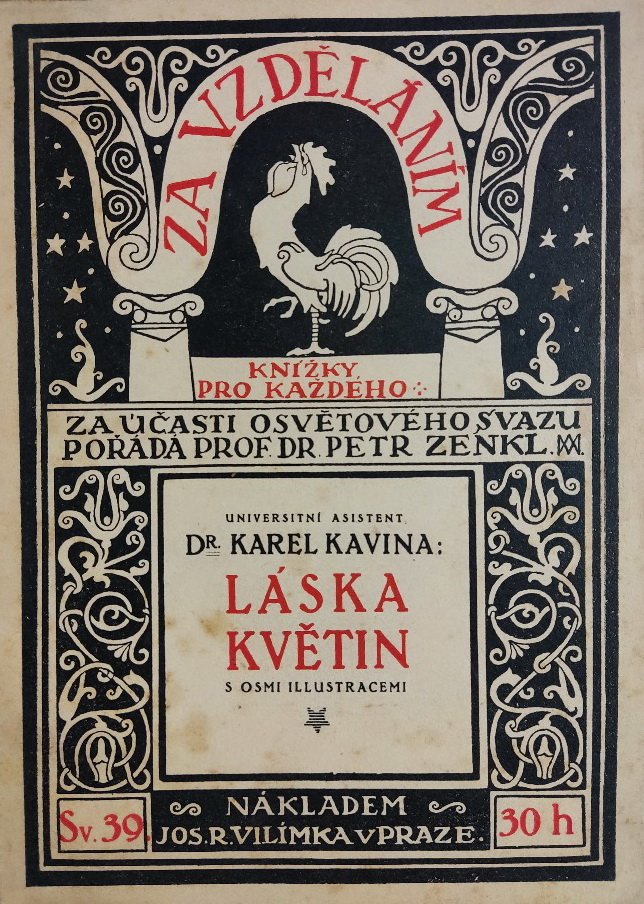 ZA VZDĚLÁNÍM
KNÍŽKY
PRO KAŽDÉHO
ZA ÚČASTI OSVĚTOVÉHO SVAZU
POŘÁDÁ PROF. DR. PETR ZENKL.
UNIVERSITNÍ ASISTENT
DR. KAREL KAVINA:
LÁSKA
KVĚTIN
S OSMI ILLUSTRACEMI
NÁKLADEM
JOS. R. VILÍMKA V PRAZE.
Sv. 39.
30 h